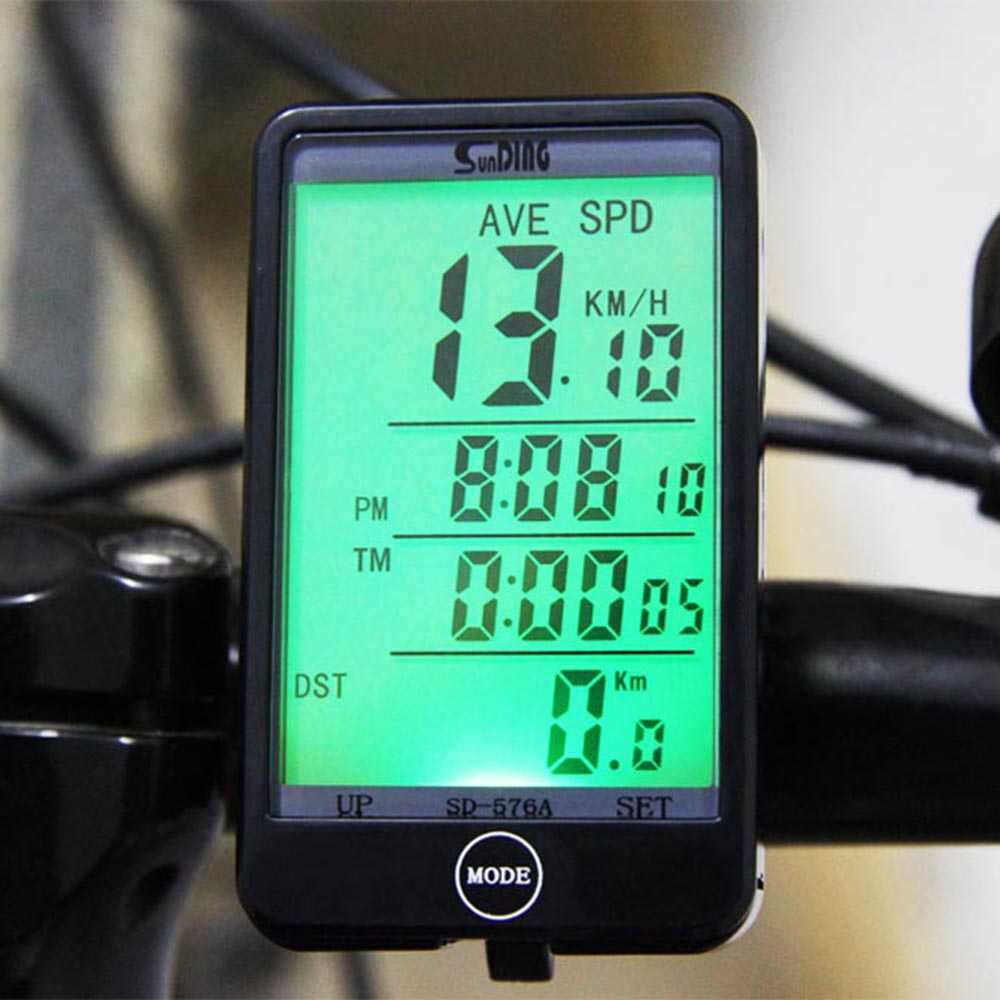 SunDING
AVE SPD
13.10 KM/H
PM 8:08 10
TM 0:00 05
DST 0.0 Km
UP SD-576A SET
MODE